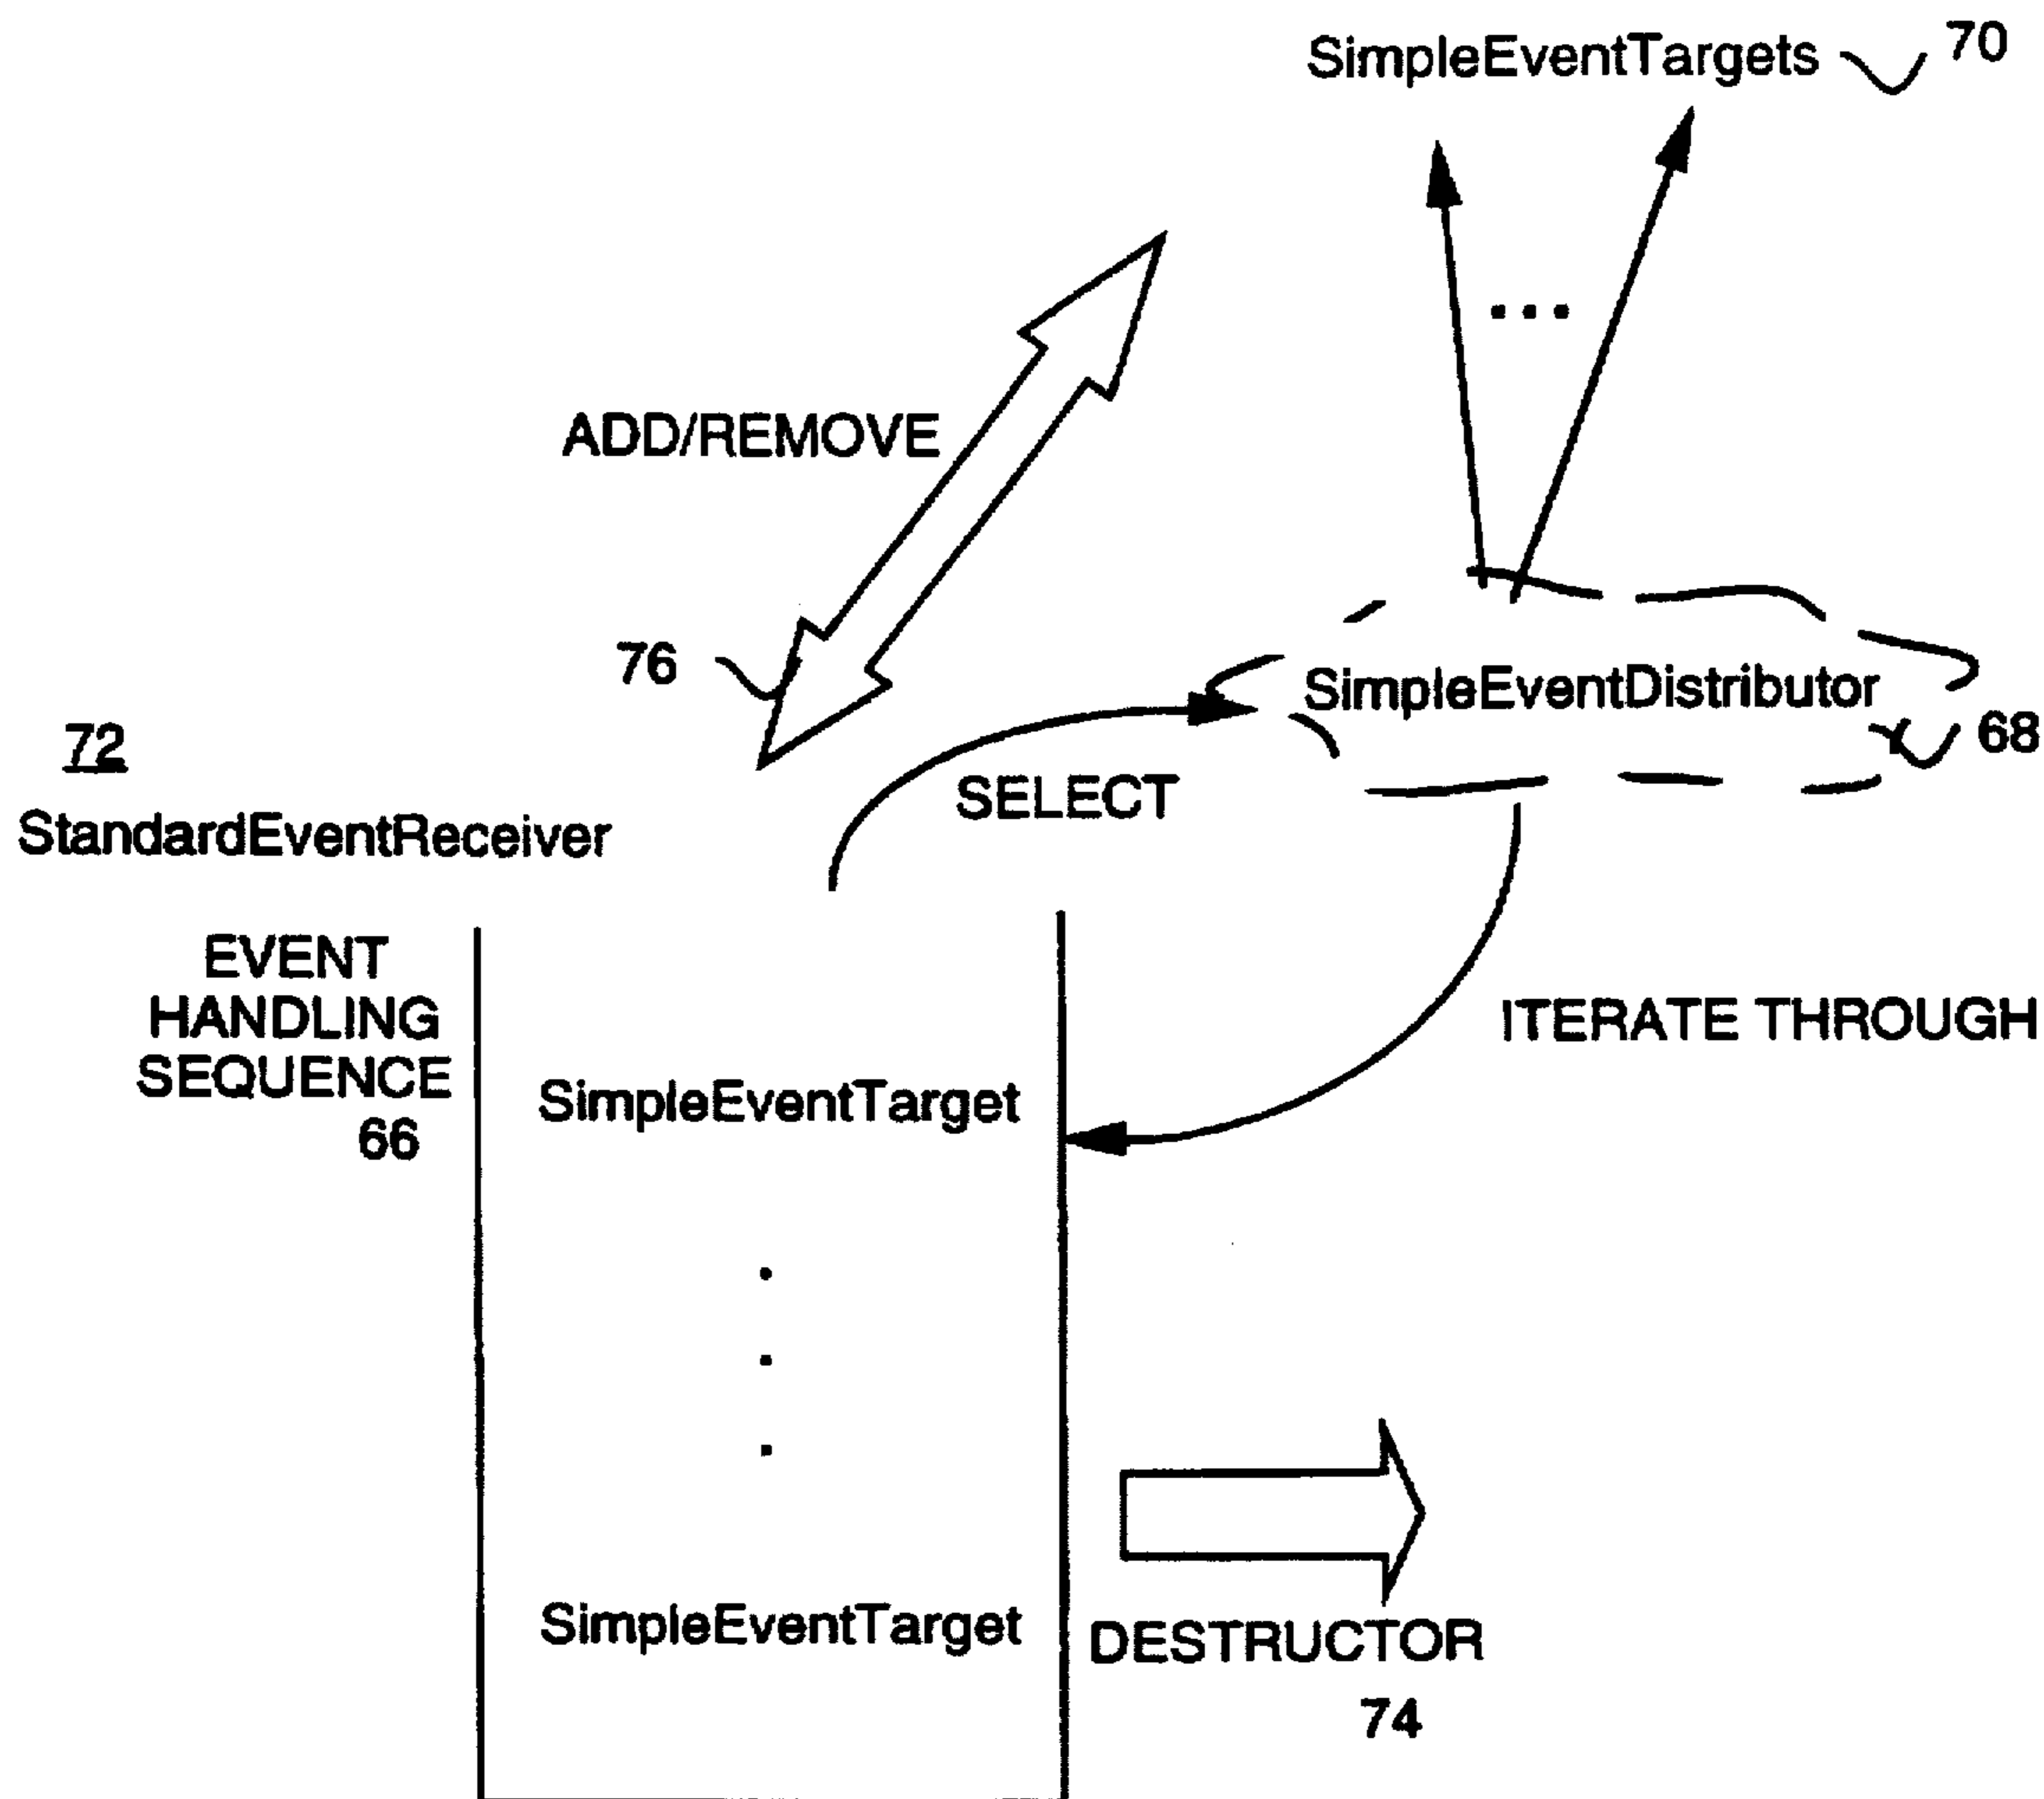 SimpleEventTargets 70
...
ADD/REMOVE
76
SimpleEventDistributor
68
72
SELECT
StandardEventReceiver
EVENT
HANDLING
SEQUENCE
66
ITERATE THROUGH
SimpleEventTarget
.
.
.
SimpleEventTarget
DESTRUCTOR
74